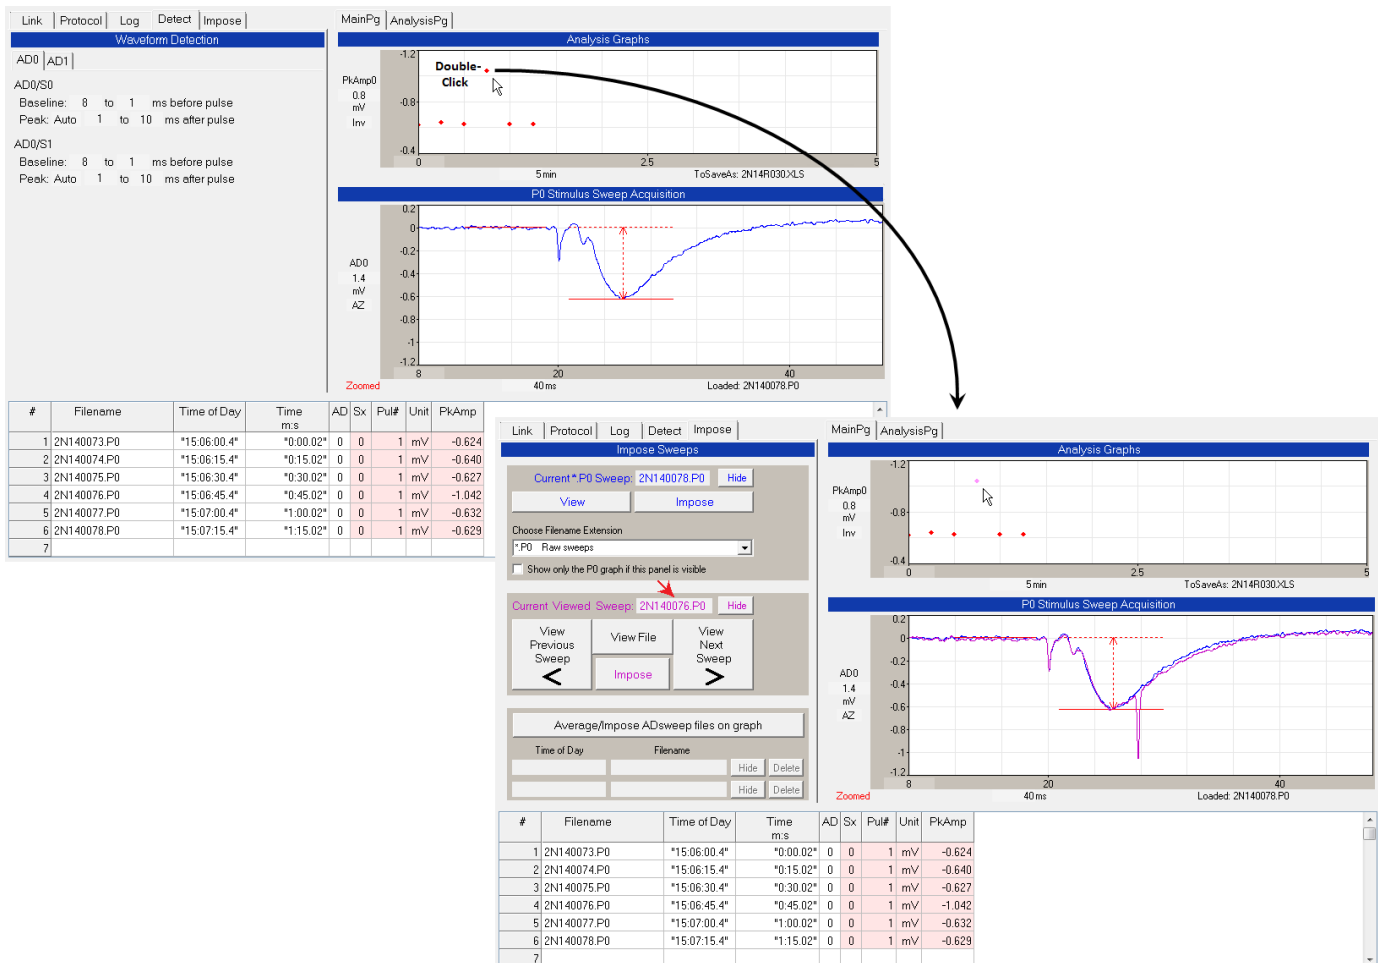 Link Protocol Log Detect Impose
Waveform Detection
AD0 AD1
AD0/S0
Baseline: 8 to 1 ms before pulse
Peak: Auto 1 to 10 ms after pulse
AD0/S1
Baseline: 8 to 1 ms before pulse
Peak: Auto 1 to 10 ms after pulse
MainPg AnalysisPg
Analysis Graphs
-1.2
Double-
Click
PkAmp0
0.8
mV
Inv
-0.8
-0.4
0 2.5 5
5 min ToSaveAs: 2N14R030.XLS
P0 Stimulus Sweep Acquisition
0.2
0
-0.2
AD0
1.4
mV
AZ
-0.4
-0.6
-0.8
-1
-1.2
8 20 40
Zoomed 40 ms Loaded: 2N140078.P0
# Filename Time of Day Time AD Sx Pul# Unit PkAmp
m:s
1 2N140073.P0 "15:06:00.4" "0:00.02" 0 0 1 mV -0.624
2 2N140074.P0 "15:06:15.4" "0:15.02" 0 0 1 mV -0.640
3 2N140075.P0 "15:06:30.4" "0:30.02" 0 0 1 mV -0.627
4 2N140076.P0 "15:06:45.4" "0:45.02" 0 0 1 mV -1.042
5 2N140077.P0 "15:07:00.4" "1:00.02" 0 0 1 mV -0.632
6 2N140078.P0 "15:07:15.4" "1:15.02" 0 0 1 mV -0.629
7
Link Protocol Log Detect Impose
Impose Sweeps
Current *.P0 Sweep: 2N140078.P0 Hide
View Impose
Choose Filename Extension
*.P0 Raw sweeps
Show only the P0 graph if this panel is visible
Current Viewed Sweep: 2N140076.P0 Hide
View
Previous
Sweep
<
View File
Impose
View
Next
Sweep
>
Average/Impose ADsweep files on graph
Time of Day Filename
Hide Delete
Hide Delete
MainPg AnalysisPg
Analysis Graphs
-1.2
PkAmp0
0.8
mV
Inv
-0.8
-0.4
0 2.5 5
5 min ToSaveAs: 2N14R030.XLS
P0 Stimulus Sweep Acquisition
0.2
0
-0.2
AD0
1.4
mV
AZ
-0.4
-0.6
-0.8
-1
-1.2
8 20 40
Zoomed 40 ms Loaded: 2N140078.P0
# Filename Time of Day Time AD Sx Pul# Unit PkAmp
m:s
1 2N140073.P0 "15:06:00.4" "0:00.02" 0 0 1 mV -0.624
2 2N140074.P0 "15:06:15.4" "0:15.02" 0 0 1 mV -0.640
3 2N140075.P0 "15:06:30.4" "0:30.02" 0 0 1 mV -0.627
4 2N140076.P0 "15:06:45.4" "0:45.02" 0 0 1 mV -1.042
5 2N140077.P0 "15:07:00.4" "1:00.02" 0 0 1 mV -0.632
6 2N140078.P0 "15:07:15.4" "1:15.02" 0 0 1 mV -0.629
7